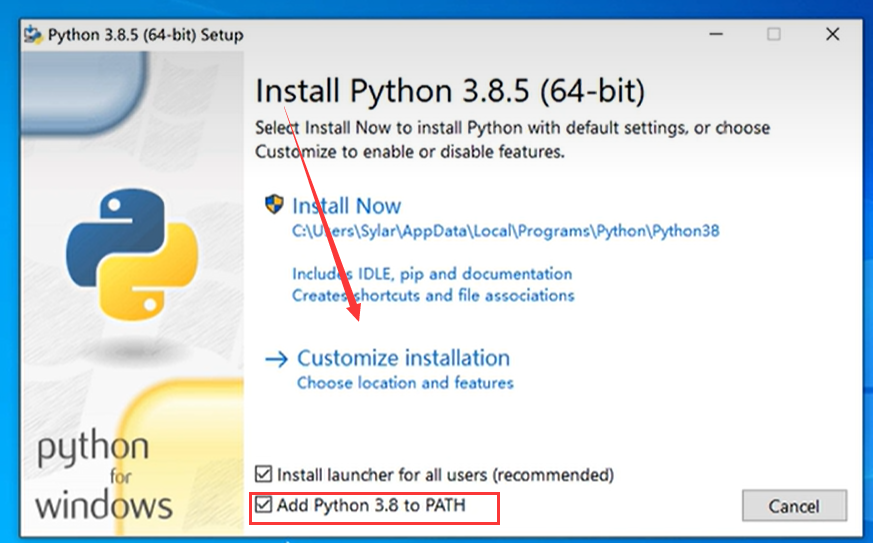 Python 3.8.5 (64-bit) Setup
Install Python 3.8.5 (64-bit)
Select Install Now to install Python with default settings, or choose
Customize to enable or disable features.
Install Now
C:\Users\Sylar\AppData\Local\Programs\Python\Python38
Includes IDLE, pip and documentation
Creates shortcuts and file associations
Customize installation
Choose location and features
python
for
windows
Install launcher for all users (recommended)
Add Python 3.8 to PATH
Cancel